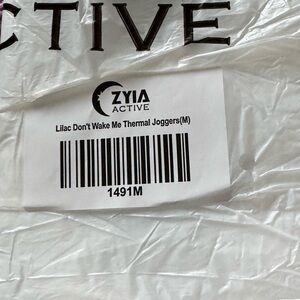 CTIVE
ZYIA
ACTIVE
Lilac Don't Wake Me Thermal Joggers(M)
1491M